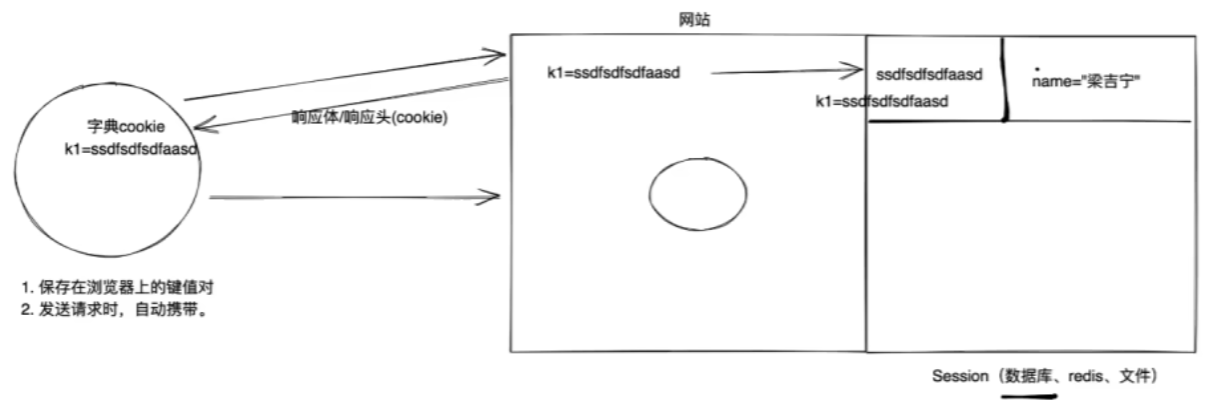 网站
k1=ssdfsdfsdfaasd
ssdfsdfsdfaasd
name="梁吉宁"
k1=ssdfsdfsdfaasd
响应体/响应头(cookie)
字典cookie
k1=ssdfsdfsdfaasd
1. 保存在浏览器上的键值对
2. 发送请求时，自动携带。
Session（数据库、redis、文件）